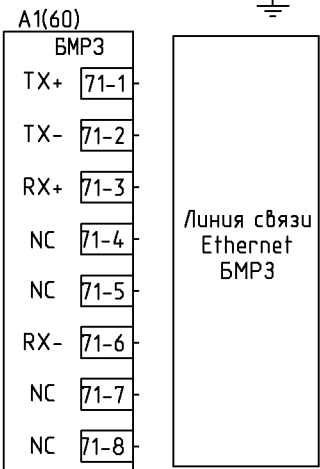 A1(60)
БМРЗ
TX+ 71-1
TX- 71-2
RX+ 71-3
NC 71-4
NC 71-5
RX- 71-6
NC 71-7
NC 71-8
Линия связи
Ethernet
БМРЗ